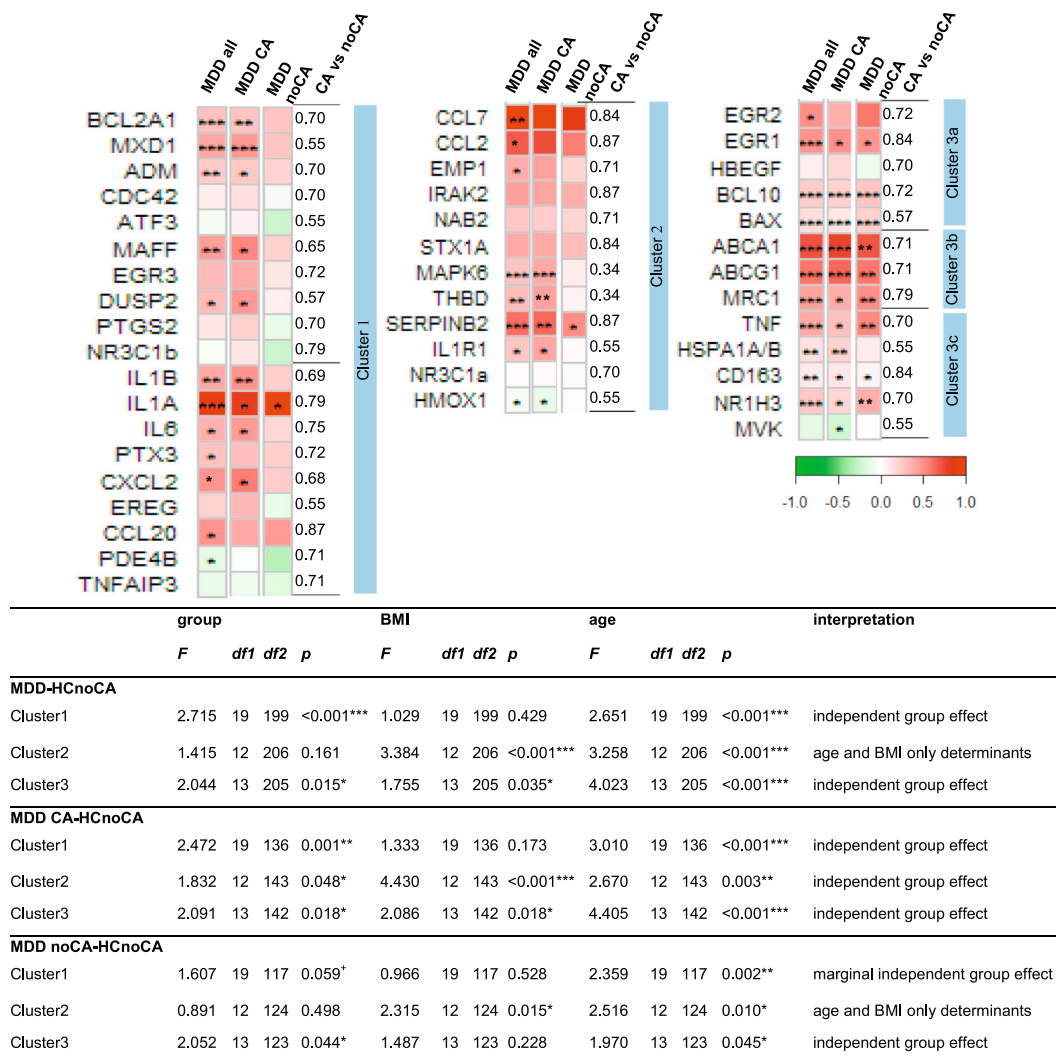 MDD all MDD CA MDD noCA CA vs noCA
BCL2A1 *** ** 0.70
MXD1 *** *** 0.55
ADM ** * 0.70
CDC42 0.70
ATF3 0.55
MAFF ** * 0.65
EGR3 0.72
DUSP2 * * 0.57
PTGS2 0.70
NR3C1b 0.79
IL1B ** ** 0.69
IL1A *** * * 0.79
IL6 * * 0.75
PTX3 * 0.72
CXCL2 * * 0.68
EREG 0.55
CCL20 * 0.87
PDE4B * 0.71
TNFAIP3 0.71
Cluster 1
MDD all MDD CA MDD noCA CA vs noCA
CCL7 ** 0.84
CCL2 * 0.87
EMP1 * 0.71
IRAK2 0.87
NAB2 0.71
STX1A 0.84
MAPK6 *** *** 0.34
THBD ** ** 0.34
SERPINB2 *** ** * 0.87
IL1R1 * * 0.55
NR3C1a 0.70
HMOX1 * * 0.55
Cluster 2
MDD all MDD CA MDD noCA CA vs noCA
EGR2 * 0.72
EGR1 *** * * 0.84
HBEGF 0.70
BCL10 *** *** *** 0.72
BAX *** *** *** 0.57
Cluster 3a
ABCA1 *** *** ** 0.71
ABCG1 *** *** ** 0.71
MRC1 *** * ** 0.79
Cluster 3b
TNF *** * ** 0.70
HSPA1A/B ** ** 0.55
CD163 ** * * 0.84
NR1H3 *** * ** 0.70
MVK * 0.55
Cluster 3c
-1.0 -0.5 0.0 0.5 1.0
group BMI age interpretation
F df1 df2 p F df1 df2 p F df1 df2 p
MDD-HCnoCA
Cluster1 2.715 19 199 <0.001*** 1.029 19 199 0.429 2.651 19 199 <0.001*** independent group effect
Cluster2 1.415 12 206 0.161 3.384 12 206 <0.001*** 3.258 12 206 <0.001*** age and BMI only determinants
Cluster3 2.044 13 205 0.015* 1.755 13 205 0.035* 4.023 13 205 <0.001*** independent group effect
MDD CA-HCnoCA
Cluster1 2.472 19 136 0.001** 1.333 19 136 0.173 3.010 19 136 <0.001*** independent group effect
Cluster2 1.832 12 143 0.048* 4.430 12 143 <0.001*** 2.670 12 143 0.003** independent group effect
Cluster3 2.091 13 142 0.018* 2.086 13 142 0.018* 4.405 13 142 <0.001*** independent group effect
MDD noCA-HCnoCA
Cluster1 1.607 19 117 0.059+ 0.966 19 117 0.528 2.359 19 117 0.002** marginal independent group effect
Cluster2 0.891 12 124 0.498 2.315 12 124 0.015* 2.516 12 124 0.010* age and BMI only determinants
Cluster3 2.052 13 123 0.044* 1.487 13 123 0.228 1.970 13 123 0.045* independent group effect